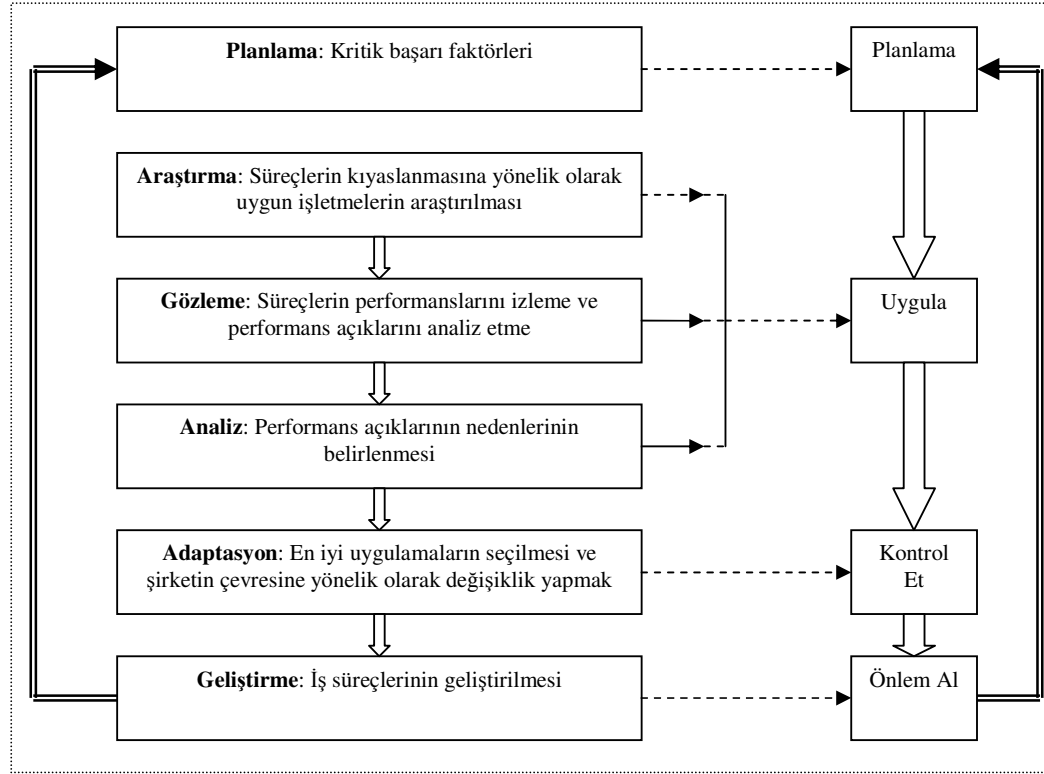 Planlama: Kritik başarı faktörleri
Planlama
Araştırma: Süreçlerin kıyaslanmasına yönelik olarak
uygun işletmelerin araştırılması
Gözleme: Süreçlerin performanslarını izleme ve
performans açıklarını analiz etme
Uygula
Analiz: Performans açıklarının nedenlerinin
belirlenmesi
Adaptasyon: En iyi uygulamaların seçilmesi ve
şirketin çevresine yönelik olarak değişiklik yapmak
Kontrol
Et
Geliştirme: İş süreçlerinin geliştirilmesi
Önlem Al